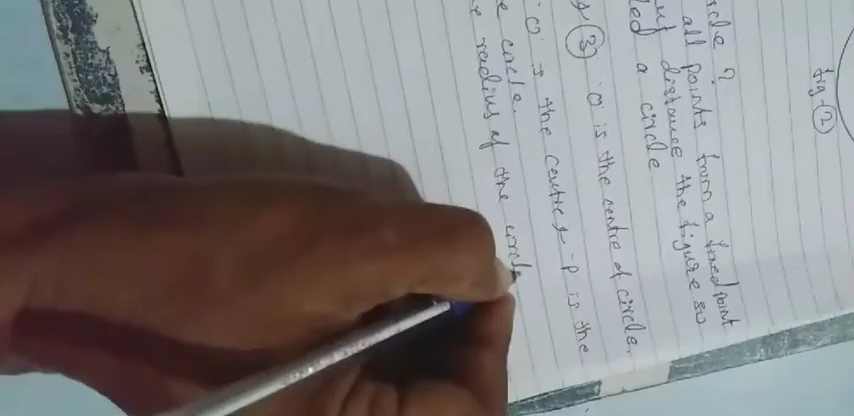 fig-②
rcle ?
all points from a fixed point
distance the figure so
led a circle
③ 'O' is the centre of circle.
'O' → the centre & -P is the
e circle.
e radius of the circle